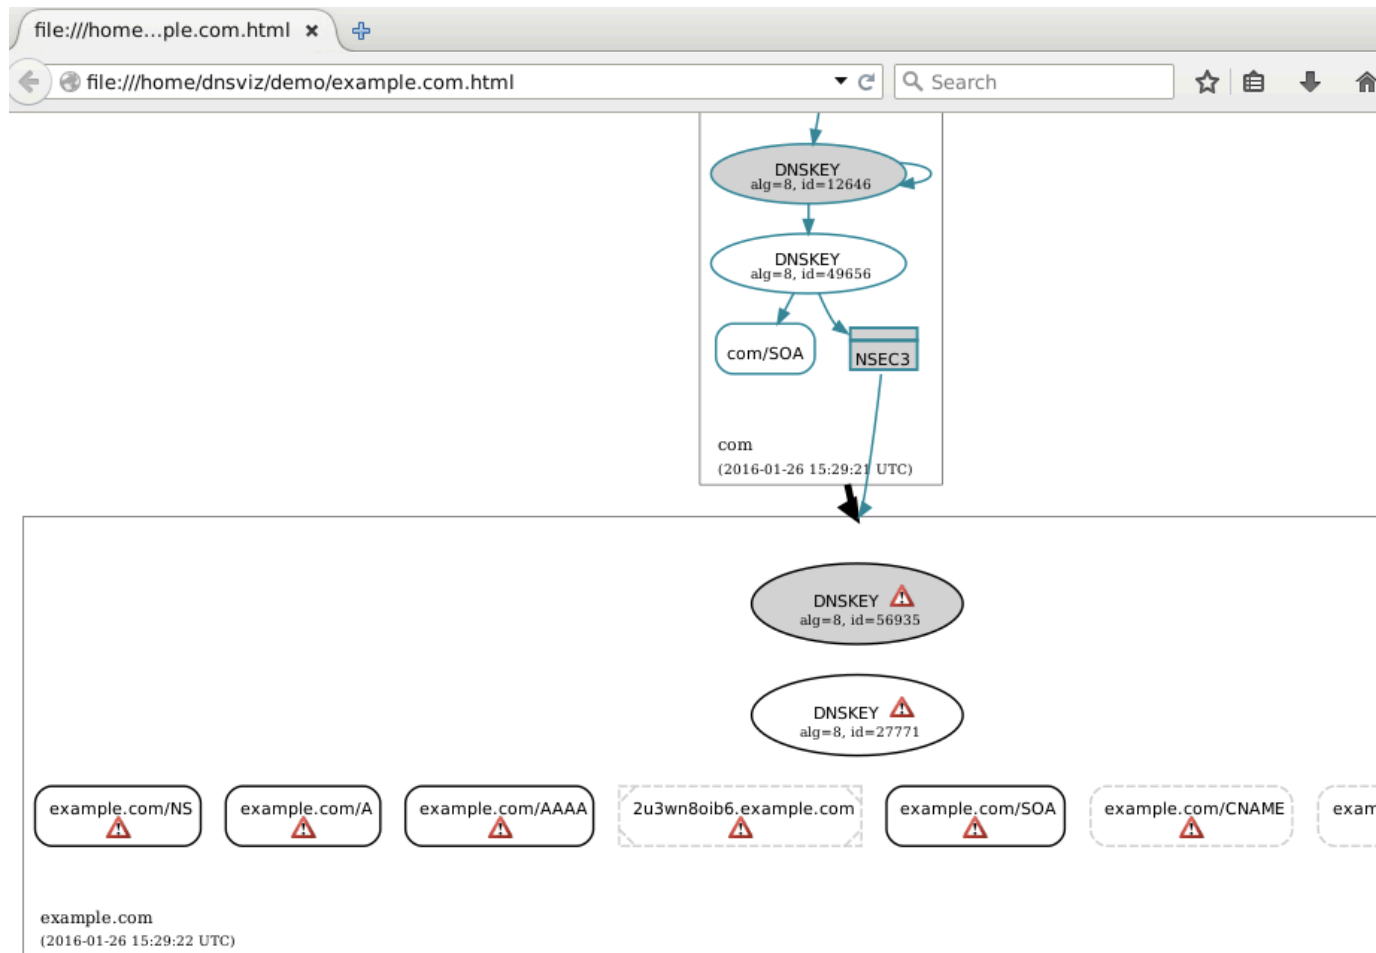 file:///home...ple.com.html
file:///home/dnsviz/demo/example.com.html
Search
DNSKEY
alg=8, id=12646
DNSKEY
alg=8, id=49656
com/SOA
NSEC3
com
(2016-01-26 15:29:21 UTC)
DNSKEY
alg=8, id=56935
DNSKEY
alg=8, id=27771
example.com/NS
example.com/A
example.com/AAAA
2u3wn8oib6.example.com
example.com/SOA
example.com/CNAME
exam
example.com
(2016-01-26 15:29:22 UTC)